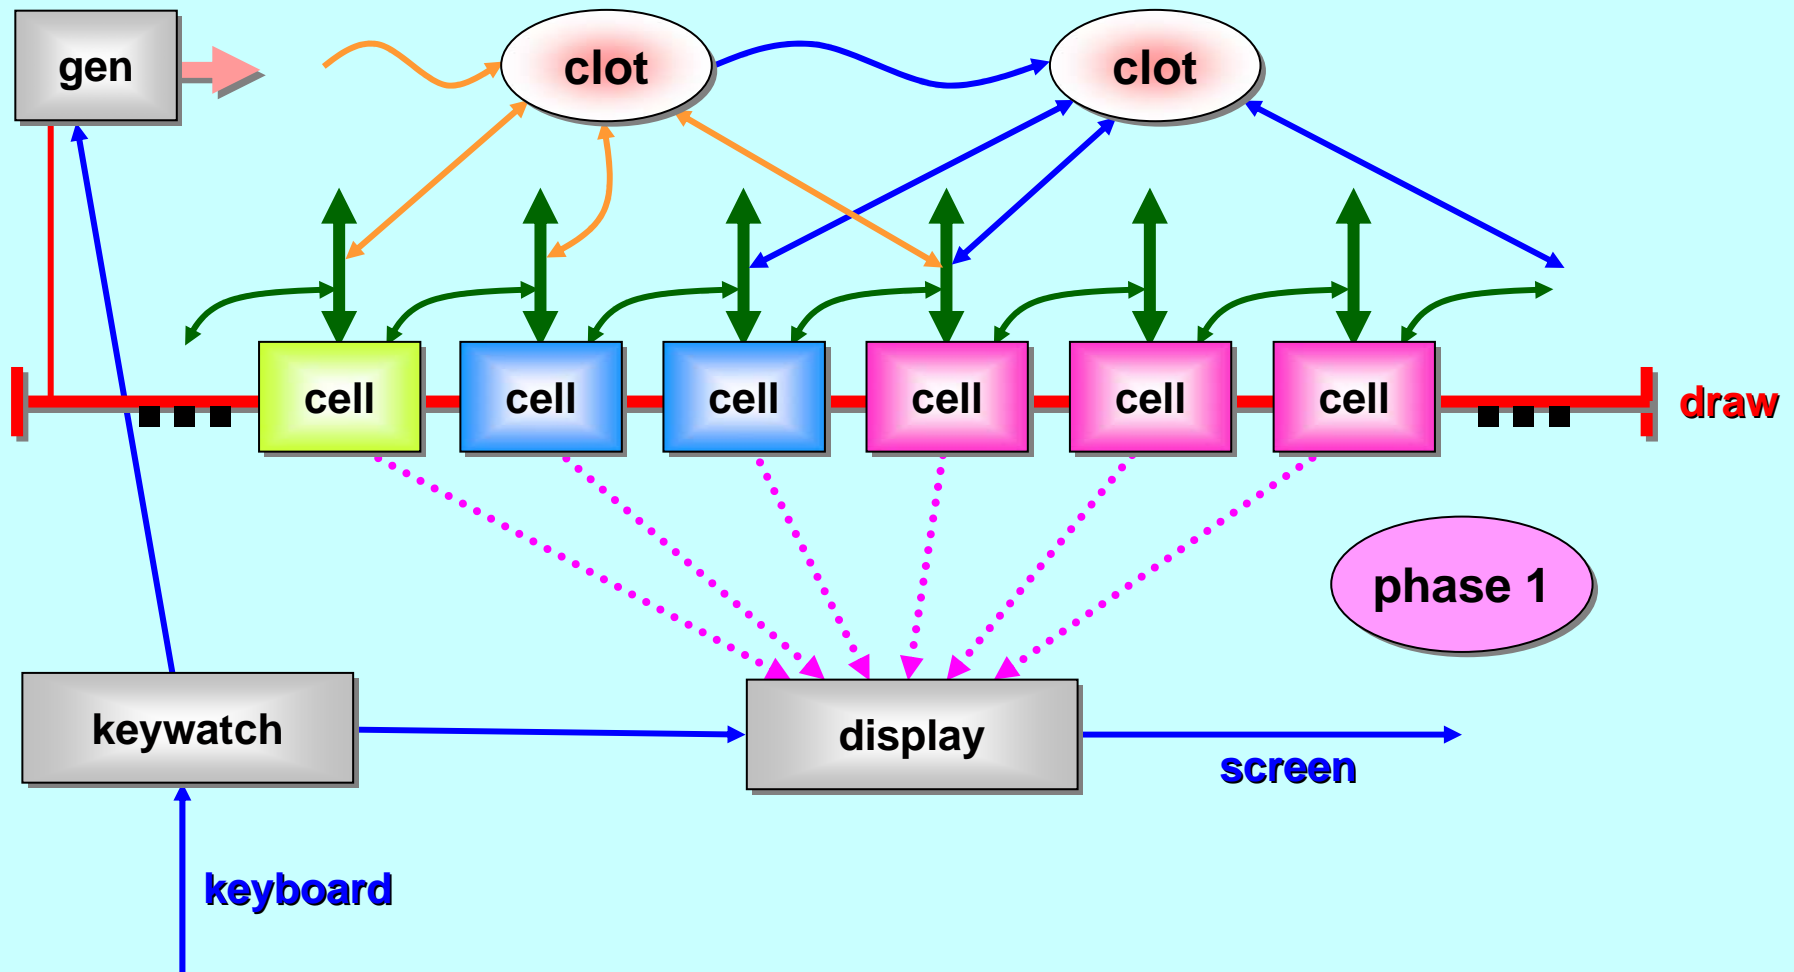 gen
clot
clot
cell
cell
cell
cell
cell
cell
draw
phase 1
keywatch
display
screen
keyboard